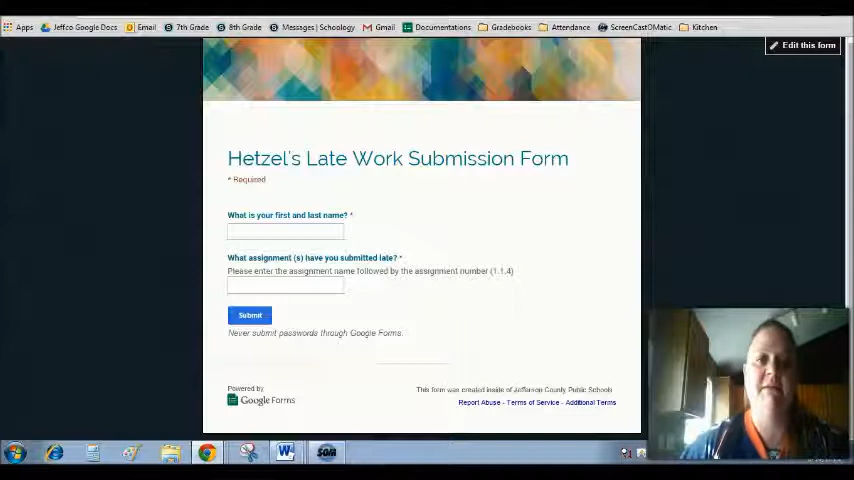 Apps Jeffco Google Docs Email 7th Grade 8th Grade Messages | Schoology Gmail Documentations Gradebooks Attendance ScreenCastOMatic Kitchen
Edit this form
Hetzel's Late Work Submission Form
* Required
What is your first and last name? *
What assignment (s) have you submitted late? *
Please enter the assignment name followed by the assignment number (1.1.4)
Submit
Never submit passwords through Google Forms.
Powered by
Google Forms
This form was created inside of Jefferson County Public Schools
Report Abuse - Terms of Service - Additional Terms
SOM